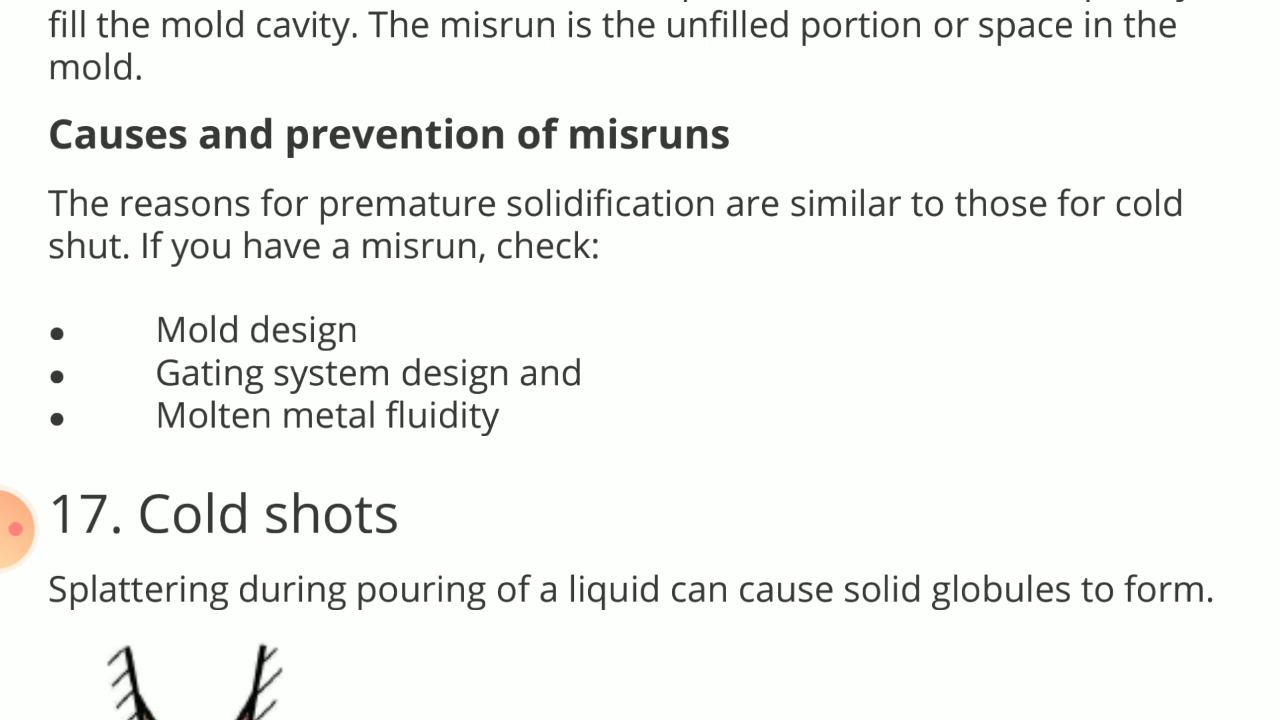 fill the mold cavity. The misrun is the unfilled portion or space in the
mold.
Causes and prevention of misruns
The reasons for premature solidification are similar to those for cold
shut. If you have a misrun, check:
• Mold design
• Gating system design and
• Molten metal fluidity
17. Cold shots
Splattering during pouring of a liquid can cause solid globules to form.